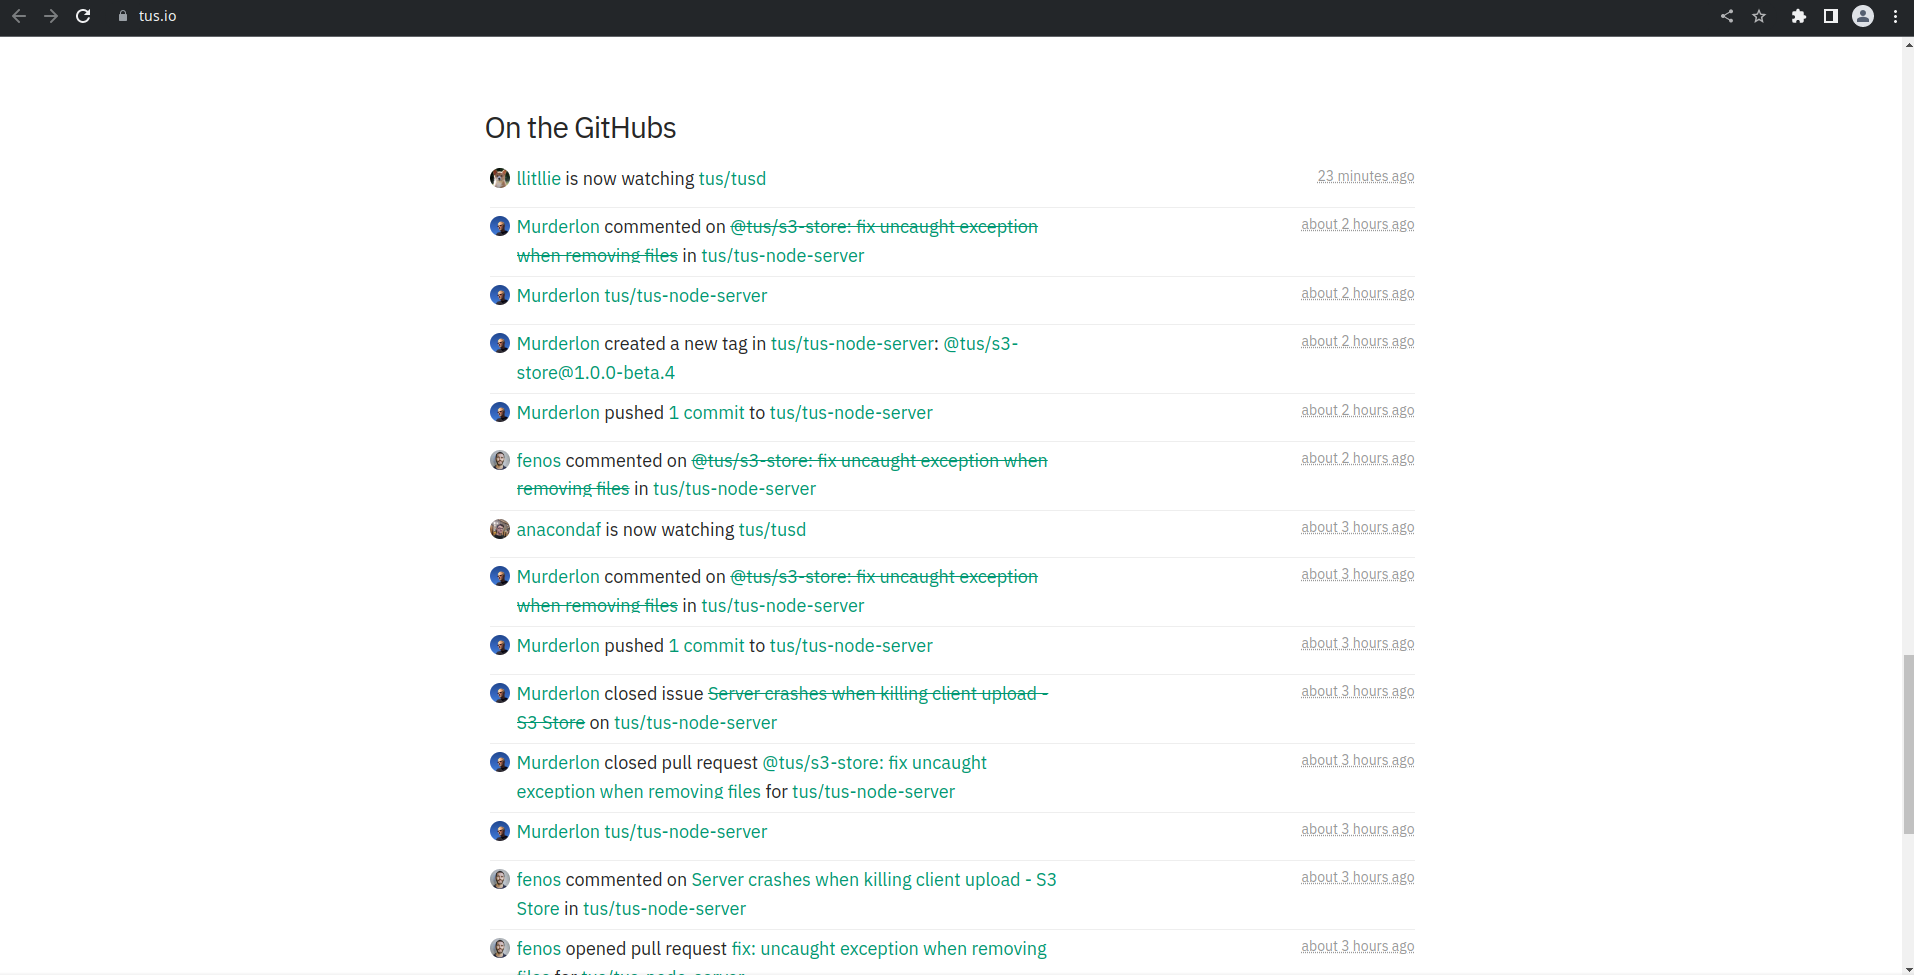 tus.io
On the GitHubs
llitllie is now watching tus/tusd 23 minutes ago
Murderlon commented on @tus/s3-store: fix uncaught exception about 2 hours ago
when removing files in tus/tus-node-server
Murderlon tus/tus-node-server about 2 hours ago
Murderlon created a new tag in tus/tus-node-server: @tus/s3- about 2 hours ago
store@1.0.0-beta.4
Murderlon pushed 1 commit to tus/tus-node-server about 2 hours ago
fenos commented on @tus/s3-store: fix uncaught exception when about 2 hours ago
removing files in tus/tus-node-server
anacondaf is now watching tus/tusd about 3 hours ago
Murderlon commented on @tus/s3-store: fix uncaught exception about 3 hours ago
when removing files in tus/tus-node-server
Murderlon pushed 1 commit to tus/tus-node-server about 3 hours ago
Murderlon closed issue Server crashes when killing client upload - about 3 hours ago
S3 Store on tus/tus-node-server
Murderlon closed pull request @tus/s3-store: fix uncaught about 3 hours ago
exception when removing files for tus/tus-node-server
Murderlon tus/tus-node-server about 3 hours ago
fenos commented on Server crashes when killing client upload - S3 about 3 hours ago
Store in tus/tus-node-server
fenos opened pull request fix: uncaught exception when removing about 3 hours ago
files for tus/tus-node-server